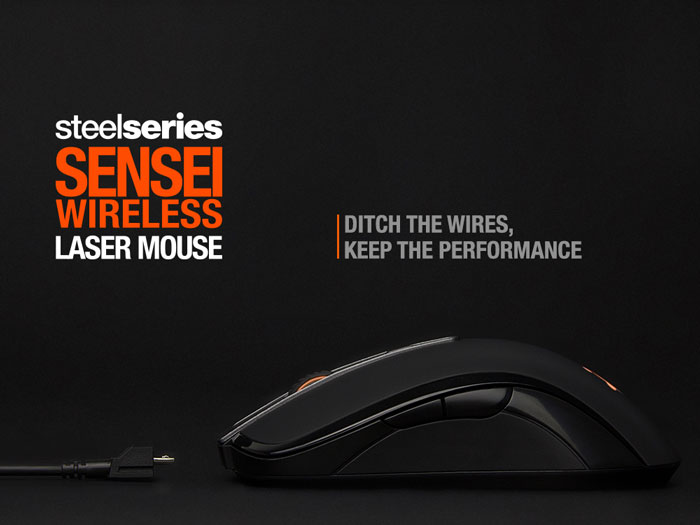 steelseries
SENSEI
WIRELESS
LASER MOUSE
DITCH THE WIRES,
KEEP THE PERFORMANCE